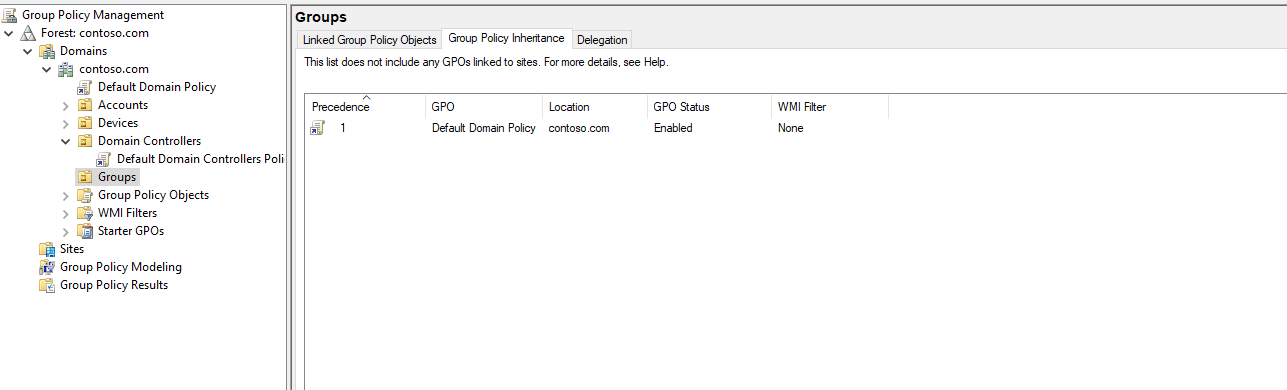 Group Policy Management
Forest: contoso.com
Domains
contoso.com
Default Domain Policy
Accounts
Devices
Domain Controllers
Default Domain Controllers Poli
Groups
Group Policy Objects
WMI Filters
Starter GPOs
Sites
Group Policy Modeling
Group Policy Results
Groups
Linked Group Policy Objects Group Policy Inheritance Delegation
This list does not include any GPOs linked to sites. For more details, see Help.
Precedence GPO Location GPO Status WMI Filter
1 Default Domain Policy contoso.com Enabled None